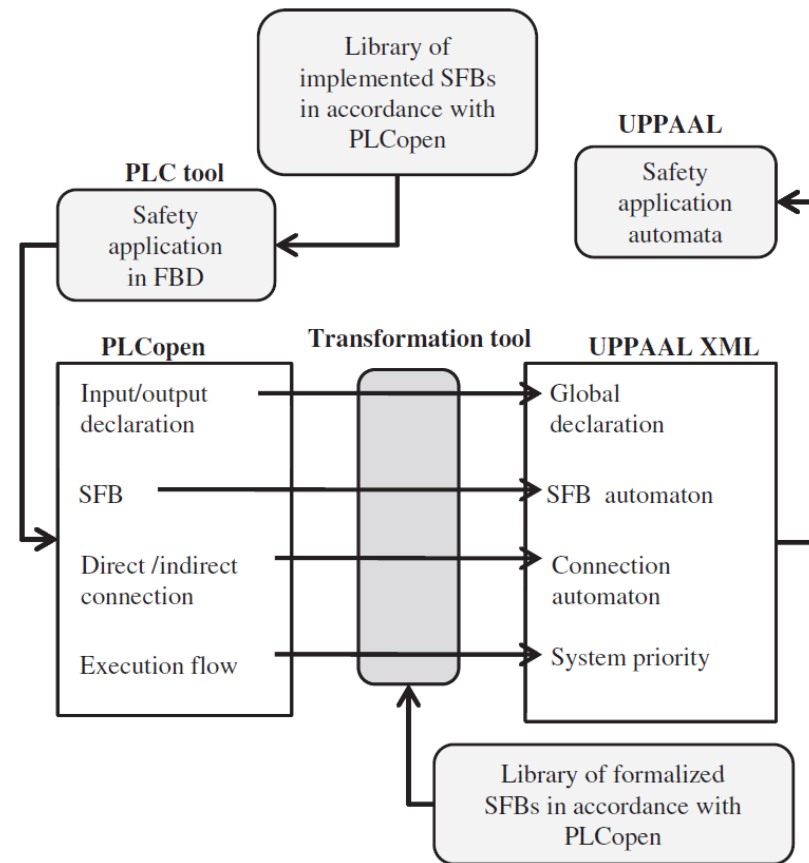 Library of
implemented SFBs
in accordance with
PLCopen
UPPAAL
PLC tool
Safety
application
in FBD
Safety
application
automata
PLCopen
Transformation tool
UPPAAL XML
Input/output
declaration
Global
declaration
SFB
SFB automaton
Direct /indirect
connection
Connection
automaton
Execution flow
System priority
Library of formalized
SFBs in accordance with
PLCopen